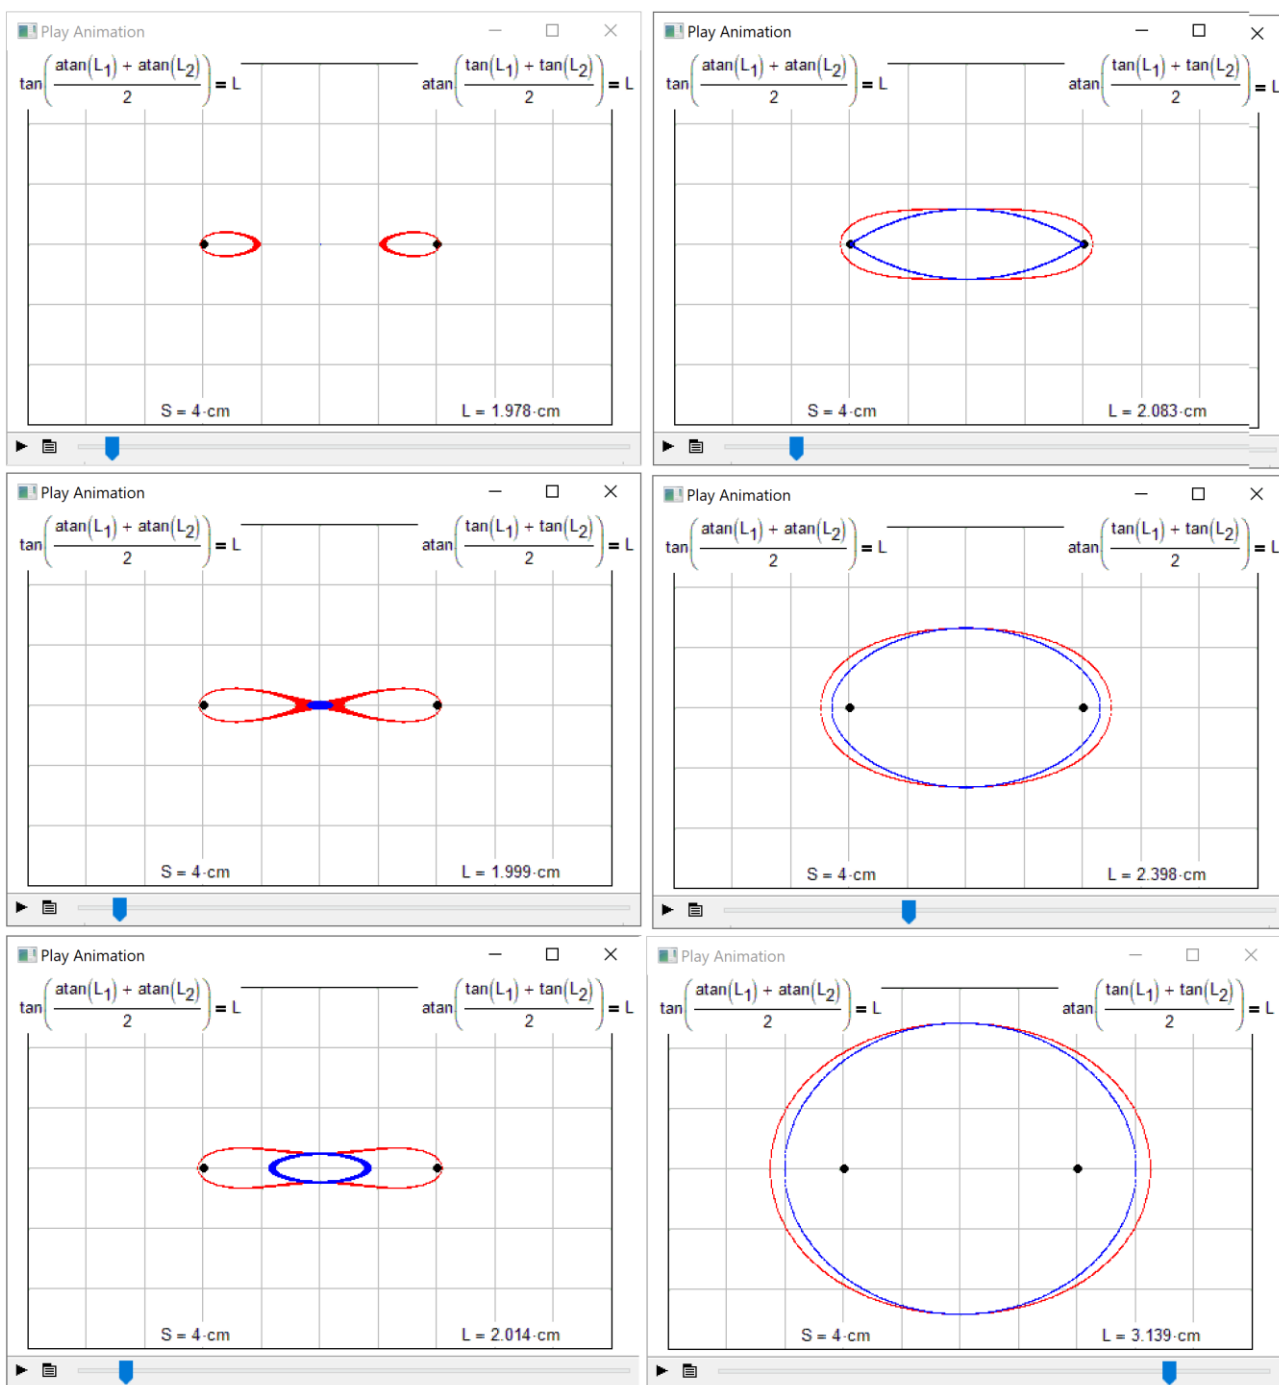 Play Animation
tan((atan(L₁) + atan(L₂))/2) = L
atan((tan(L₁) + tan(L₂))/2) = L
S = 4·cm
L = 1.978·cm
Play Animation
tan((atan(L₁) + atan(L₂))/2) = L
atan((tan(L₁) + tan(L₂))/2) = L
S = 4·cm
L = 2.083·cm
Play Animation
tan((atan(L₁) + atan(L₂))/2) = L
atan((tan(L₁) + tan(L₂))/2) = L
S = 4·cm
L = 1.999·cm
Play Animation
tan((atan(L₁) + atan(L₂))/2) = L
atan((tan(L₁) + tan(L₂))/2) = L
S = 4·cm
L = 2.398·cm
Play Animation
tan((atan(L₁) + atan(L₂))/2) = L
atan((tan(L₁) + tan(L₂))/2) = L
S = 4·cm
L = 2.014·cm
Play Animation
tan((atan(L₁) + atan(L₂))/2) = L
atan((tan(L₁) + tan(L₂))/2) = L
S = 4·cm
L = 3.139·cm